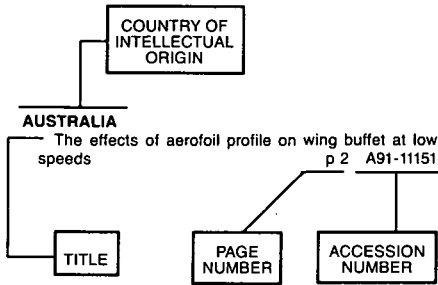 COUNTRY OF
INTELLECTUAL
ORIGIN
AUSTRALIA
The effects of aerofoil profile on wing buffet at low
speeds p 2 A91-11151
TITLE
PAGE
NUMBER
ACCESSION
NUMBER